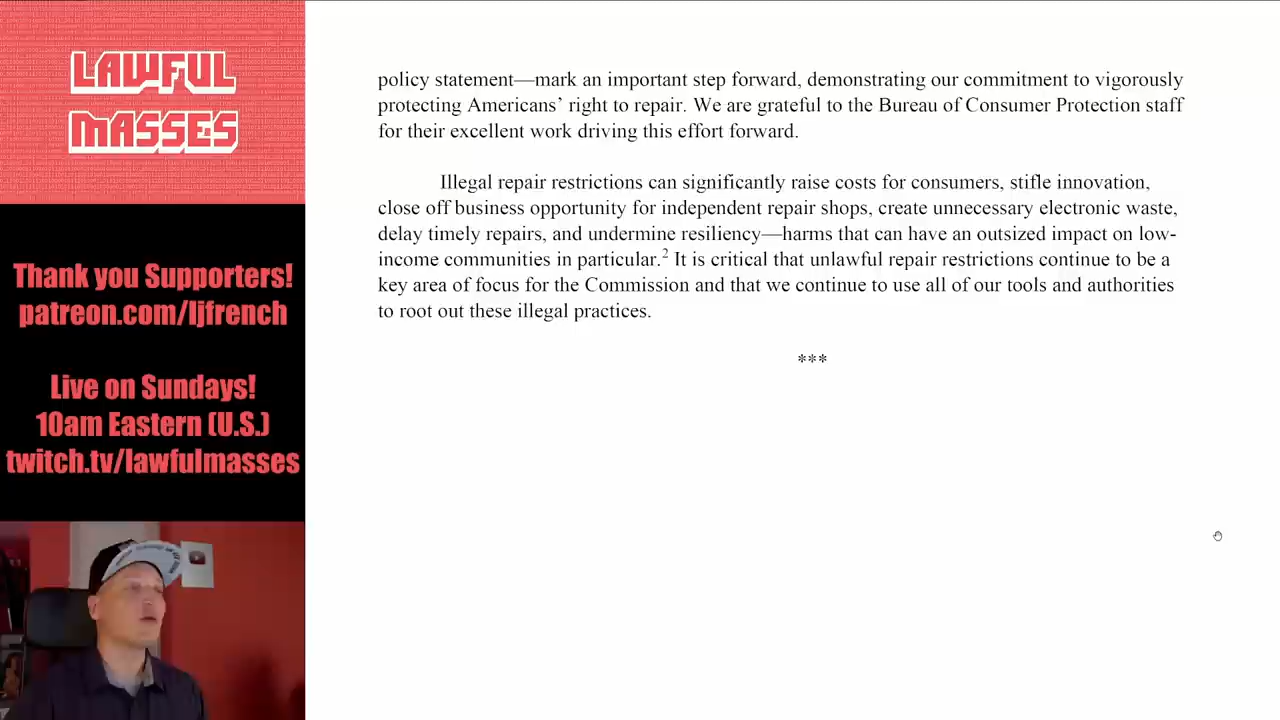 LAWFUL
MASSES
Thank you Supporters!
patreon.com/ljfrench
Live on Sundays!
10am Eastern (U.S.)
twitch.tv/lawfulmasses
policy statement—mark an important step forward, demonstrating our commitment to vigorously
protecting Americans’ right to repair. We are grateful to the Bureau of Consumer Protection staff
for their excellent work driving this effort forward.
Illegal repair restrictions can significantly raise costs for consumers, stifle innovation,
close off business opportunity for independent repair shops, create unnecessary electronic waste,
delay timely repairs, and undermine resiliency—harms that can have an outsized impact on low-
income communities in particular.2 It is critical that unlawful repair restrictions continue to be a
key area of focus for the Commission and that we continue to use all of our tools and authorities
to root out these illegal practices.
***